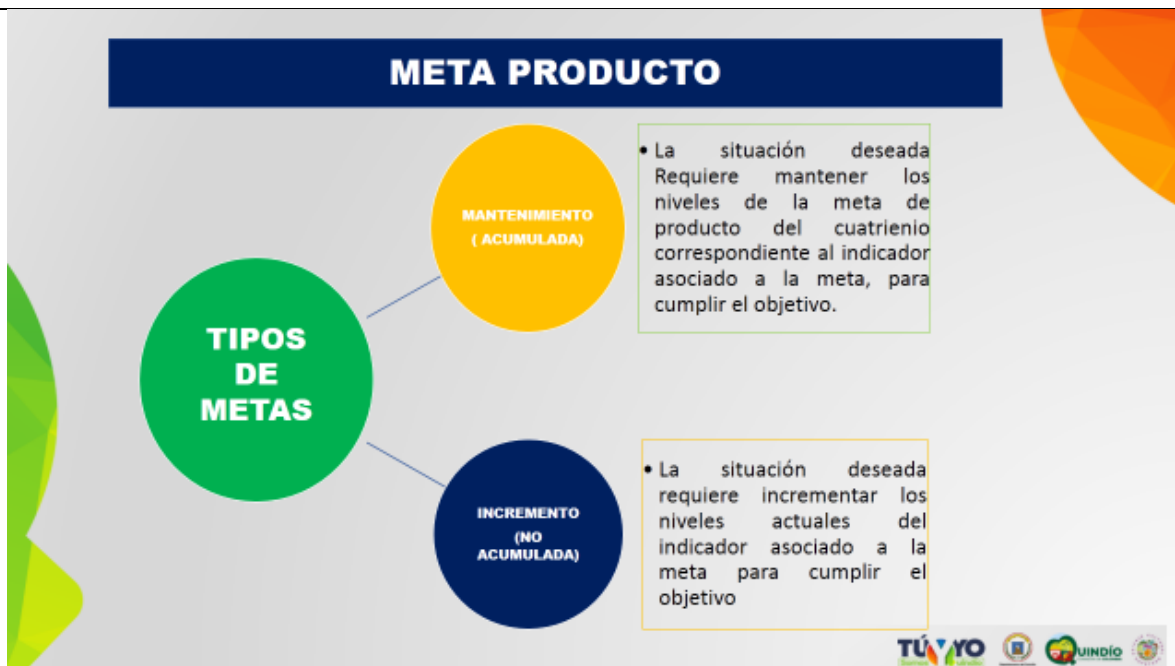 META PRODUCTO
MANTENIMIENTO
( ACUMULADA)
• La situación deseada
Requiere mantener los
niveles de la meta de
producto del cuatrienio
correspondiente al indicador
asociado a la meta, para
cumplir el objetivo.
TIPOS
DE
METAS
INCREMENTO
(NO
ACUMULADA)
• La situación deseada
requiere incrementar los
niveles actuales del
indicador asociado a la
meta para cumplir el
objetivo
TÚ Y YO
QUINDÍO